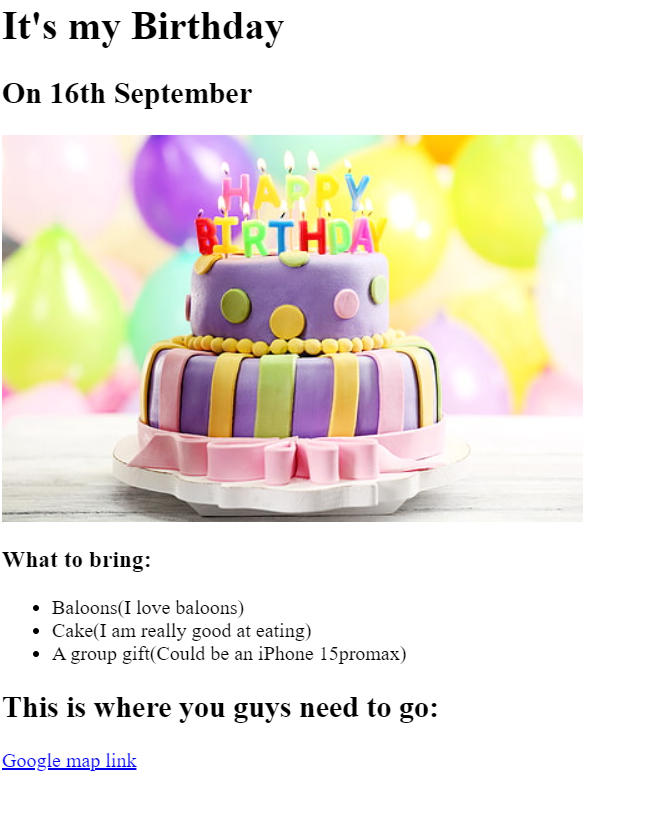 It's my Birthday
On 16th September
HAPPY
BIRTHDAY
What to bring:
Baloons(I love baloons)
Cake(I am really good at eating)
A group gift(Could be an iPhone 15promax)
This is where you guys need to go:
Google map link